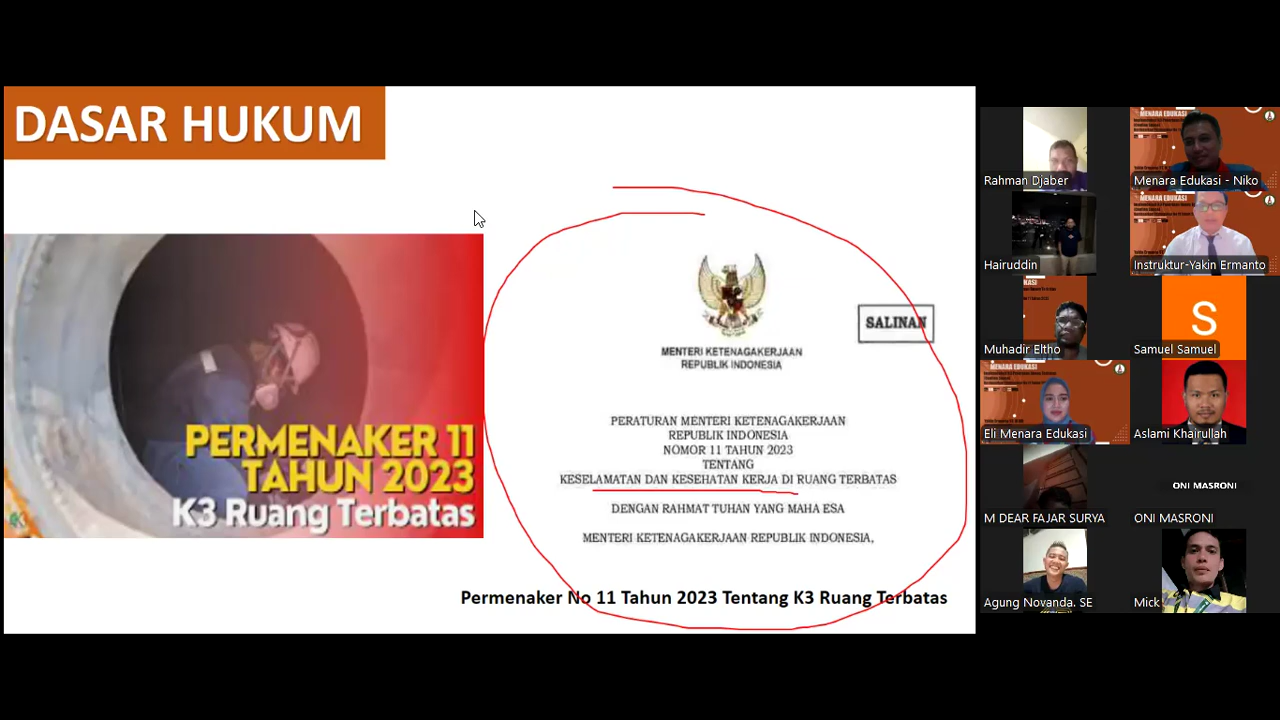 DASAR HUKUM
PERMENAKER 11
TAHUN 2023
K3 Ruang Terbatas
SALINAN
MENTERI KETENAGAKERJAAN
REPUBLIK INDONESIA
PERATURAN MENTERI KETENAGAKERJAAN
REPUBLIK INDONESIA
NOMOR 11 TAHUN 2023
TENTANG
KESELAMATAN DAN KESEHATAN KERJA DI RUANG TERBATAS
DENGAN RAHMAT TUHAN YANG MAHA ESA
MENTERI KETENAGAKERJAAN REPUBLIK INDONESIA,
Permenaker No 11 Tahun 2023 Tentang K3 Ruang Terbatas
Rahman Djaber
MENARA EDUKASI
Menara Edukasi - Niko
Hairuddin
Instruktur-Yakin Ermanto
Muhadir Eltho
S
Samuel Samuel
MENARA EDUKASI
Eli Menara Edukasi
Aslami Khairullah
M DEAR FAJAR SURYA
ONI MASRONI
ONI MASRONI
Agung Novanda. SE
Mick